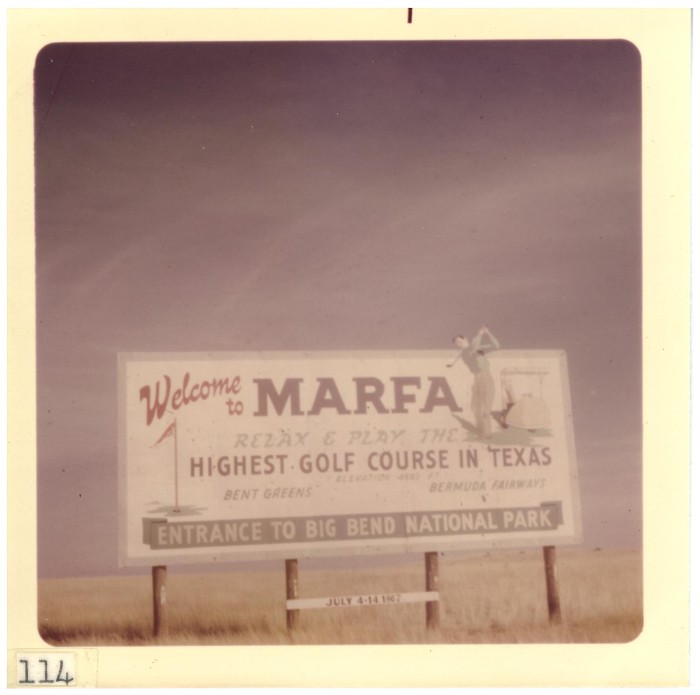 Welcome
to
MARFA
RELAX & PLAY THE
HIGHEST GOLF COURSE IN TEXAS
ELEVATION
BENT GREENS
BERMUDA FAIRWAYS
ENTRANCE TO BIG BEND NATIONAL PARK
JULY 4-14 1967
114